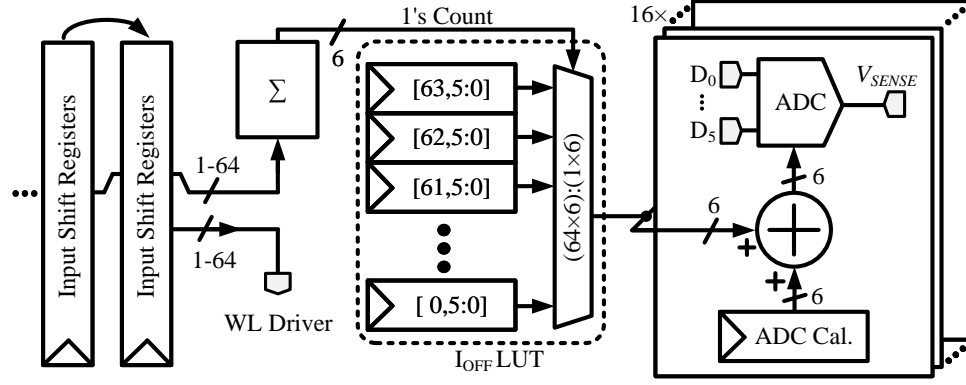 16×
1's Count
6
Input Shift Registers
Input Shift Registers
Σ
1-64
1-64
WL Driver
[63,5:0]
[62,5:0]
[61,5:0]
[ 0,5:0]
(64×6):(1×6)
I_OFF LUT
D0
D5
ADC
V_SENSE
6
6
+
+
6
ADC Cal.